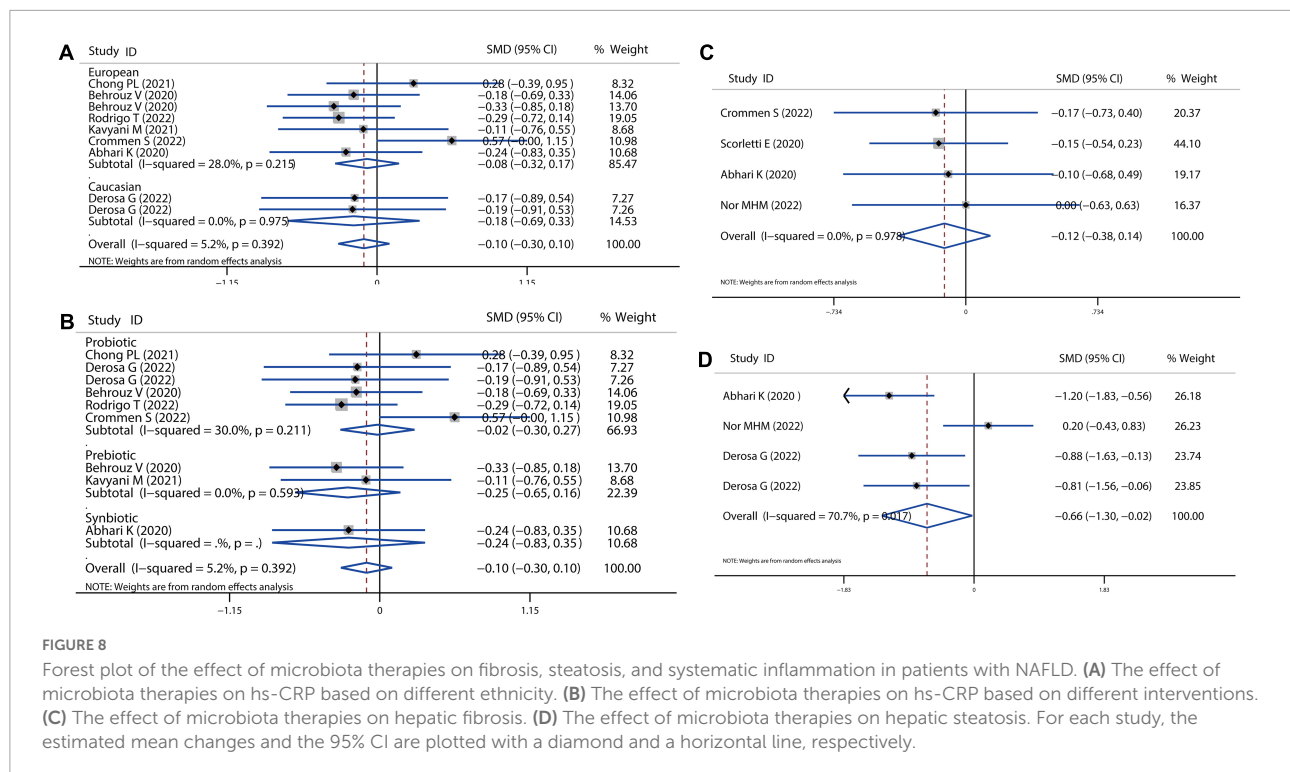 A
Study ID SMD (95% CI) % Weight
European
Chong PL (2021) 0.28 (−0.39, 0.95) 8.32
Behrouz V (2020) −0.18 (−0.69, 0.33) 14.06
Behrouz V (2020) −0.33 (−0.85, 0.18) 13.70
Rodrigo T (2022) −0.29 (−0.72, 0.14) 19.05
Kavyani M (2021) −0.11 (−0.76, 0.55) 8.68
Crommen S (2022) 0.57 (−0.00, 1.15) 10.98
Abhari K (2020) −0.24 (−0.83, 0.35) 10.68
Subtotal (I−squared = 28.0%, p = 0.215) −0.08 (−0.32, 0.17) 85.47
.
Caucasian
Derosa G (2022) −0.17 (−0.89, 0.54) 7.27
Derosa G (2022) −0.19 (−0.91, 0.53) 7.26
Subtotal (I−squared = 0.0%, p = 0.975) −0.18 (−0.69, 0.33) 14.53
.
Overall (I−squared = 5.2%, p = 0.392) −0.10 (−0.30, 0.10) 100.00
NOTE: Weights are from random effects analysis
−1.15 0 1.15
B
Study ID SMD (95% CI) % Weight
Probiotic
Chong PL (2021) 0.28 (−0.39, 0.95) 8.32
Derosa G (2022) −0.17 (−0.89, 0.54) 7.27
Derosa G (2022) −0.19 (−0.91, 0.53) 7.26
Behrouz V (2020) −0.18 (−0.69, 0.33) 14.06
Rodrigo T (2022) −0.29 (−0.72, 0.14) 19.05
Crommen S (2022) 0.57 (−0.00, 1.15) 10.98
Subtotal (I−squared = 30.0%, p = 0.211) −0.02 (−0.30, 0.27) 66.93
.
Prebiotic
Behrouz V (2020) −0.33 (−0.85, 0.18) 13.70
Kavyani M (2021) −0.11 (−0.76, 0.55) 8.68
Subtotal (I−squared = 0.0%, p = 0.593) −0.25 (−0.65, 0.16) 22.39
.
Synbiotic
Abhari K (2020) −0.24 (−0.83, 0.35) 10.68
Subtotal (I−squared = .%, p = .) −0.24 (−0.83, 0.35) 10.68
.
Overall (I−squared = 5.2%, p = 0.392) −0.10 (−0.30, 0.10) 100.00
NOTE: Weights are from random effects analysis
−1.15 0 1.15
C
Study ID SMD (95% CI) % Weight
Crommen S (2022) −0.17 (−0.73, 0.40) 20.37
Scorletti E (2020) −0.15 (−0.54, 0.23) 44.10
Abhari K (2020) −0.10 (−0.68, 0.49) 19.17
Nor MHM (2022) 0.00 (−0.63, 0.63) 16.37
Overall (I−squared = 0.0%, p = 0.978) −0.12 (−0.38, 0.14) 100.00
NOTE: Weights are from random effects analysis
−.734 0 .734
D
Study ID SMD (95% CI) % Weight
Abhari K (2020 ) −1.20 (−1.83, −0.56) 26.18
Nor MHM (2022) 0.20 (−0.43, 0.83) 26.23
Derosa G (2022) −0.88 (−1.63, −0.13) 23.74
Derosa G (2022) −0.81 (−1.56, −0.06) 23.85
Overall (I−squared = 70.7%, p = 0.017) −0.66 (−1.30, −0.02) 100.00
NOTE: Weights are from random effects analysis
−1.83 0 1.83
FIGURE 8
Forest plot of the effect of microbiota therapies on fibrosis, steatosis, and systematic inflammation in patients with NAFLD. (A) The effect of
microbiota therapies on hs-CRP based on different ethnicity. (B) The effect of microbiota therapies on hs-CRP based on different interventions.
(C) The effect of microbiota therapies on hepatic fibrosis. (D) The effect of microbiota therapies on hepatic steatosis. For each study, the
estimated mean changes and the 95% CI are plotted with a diamond and a horizontal line, respectively.